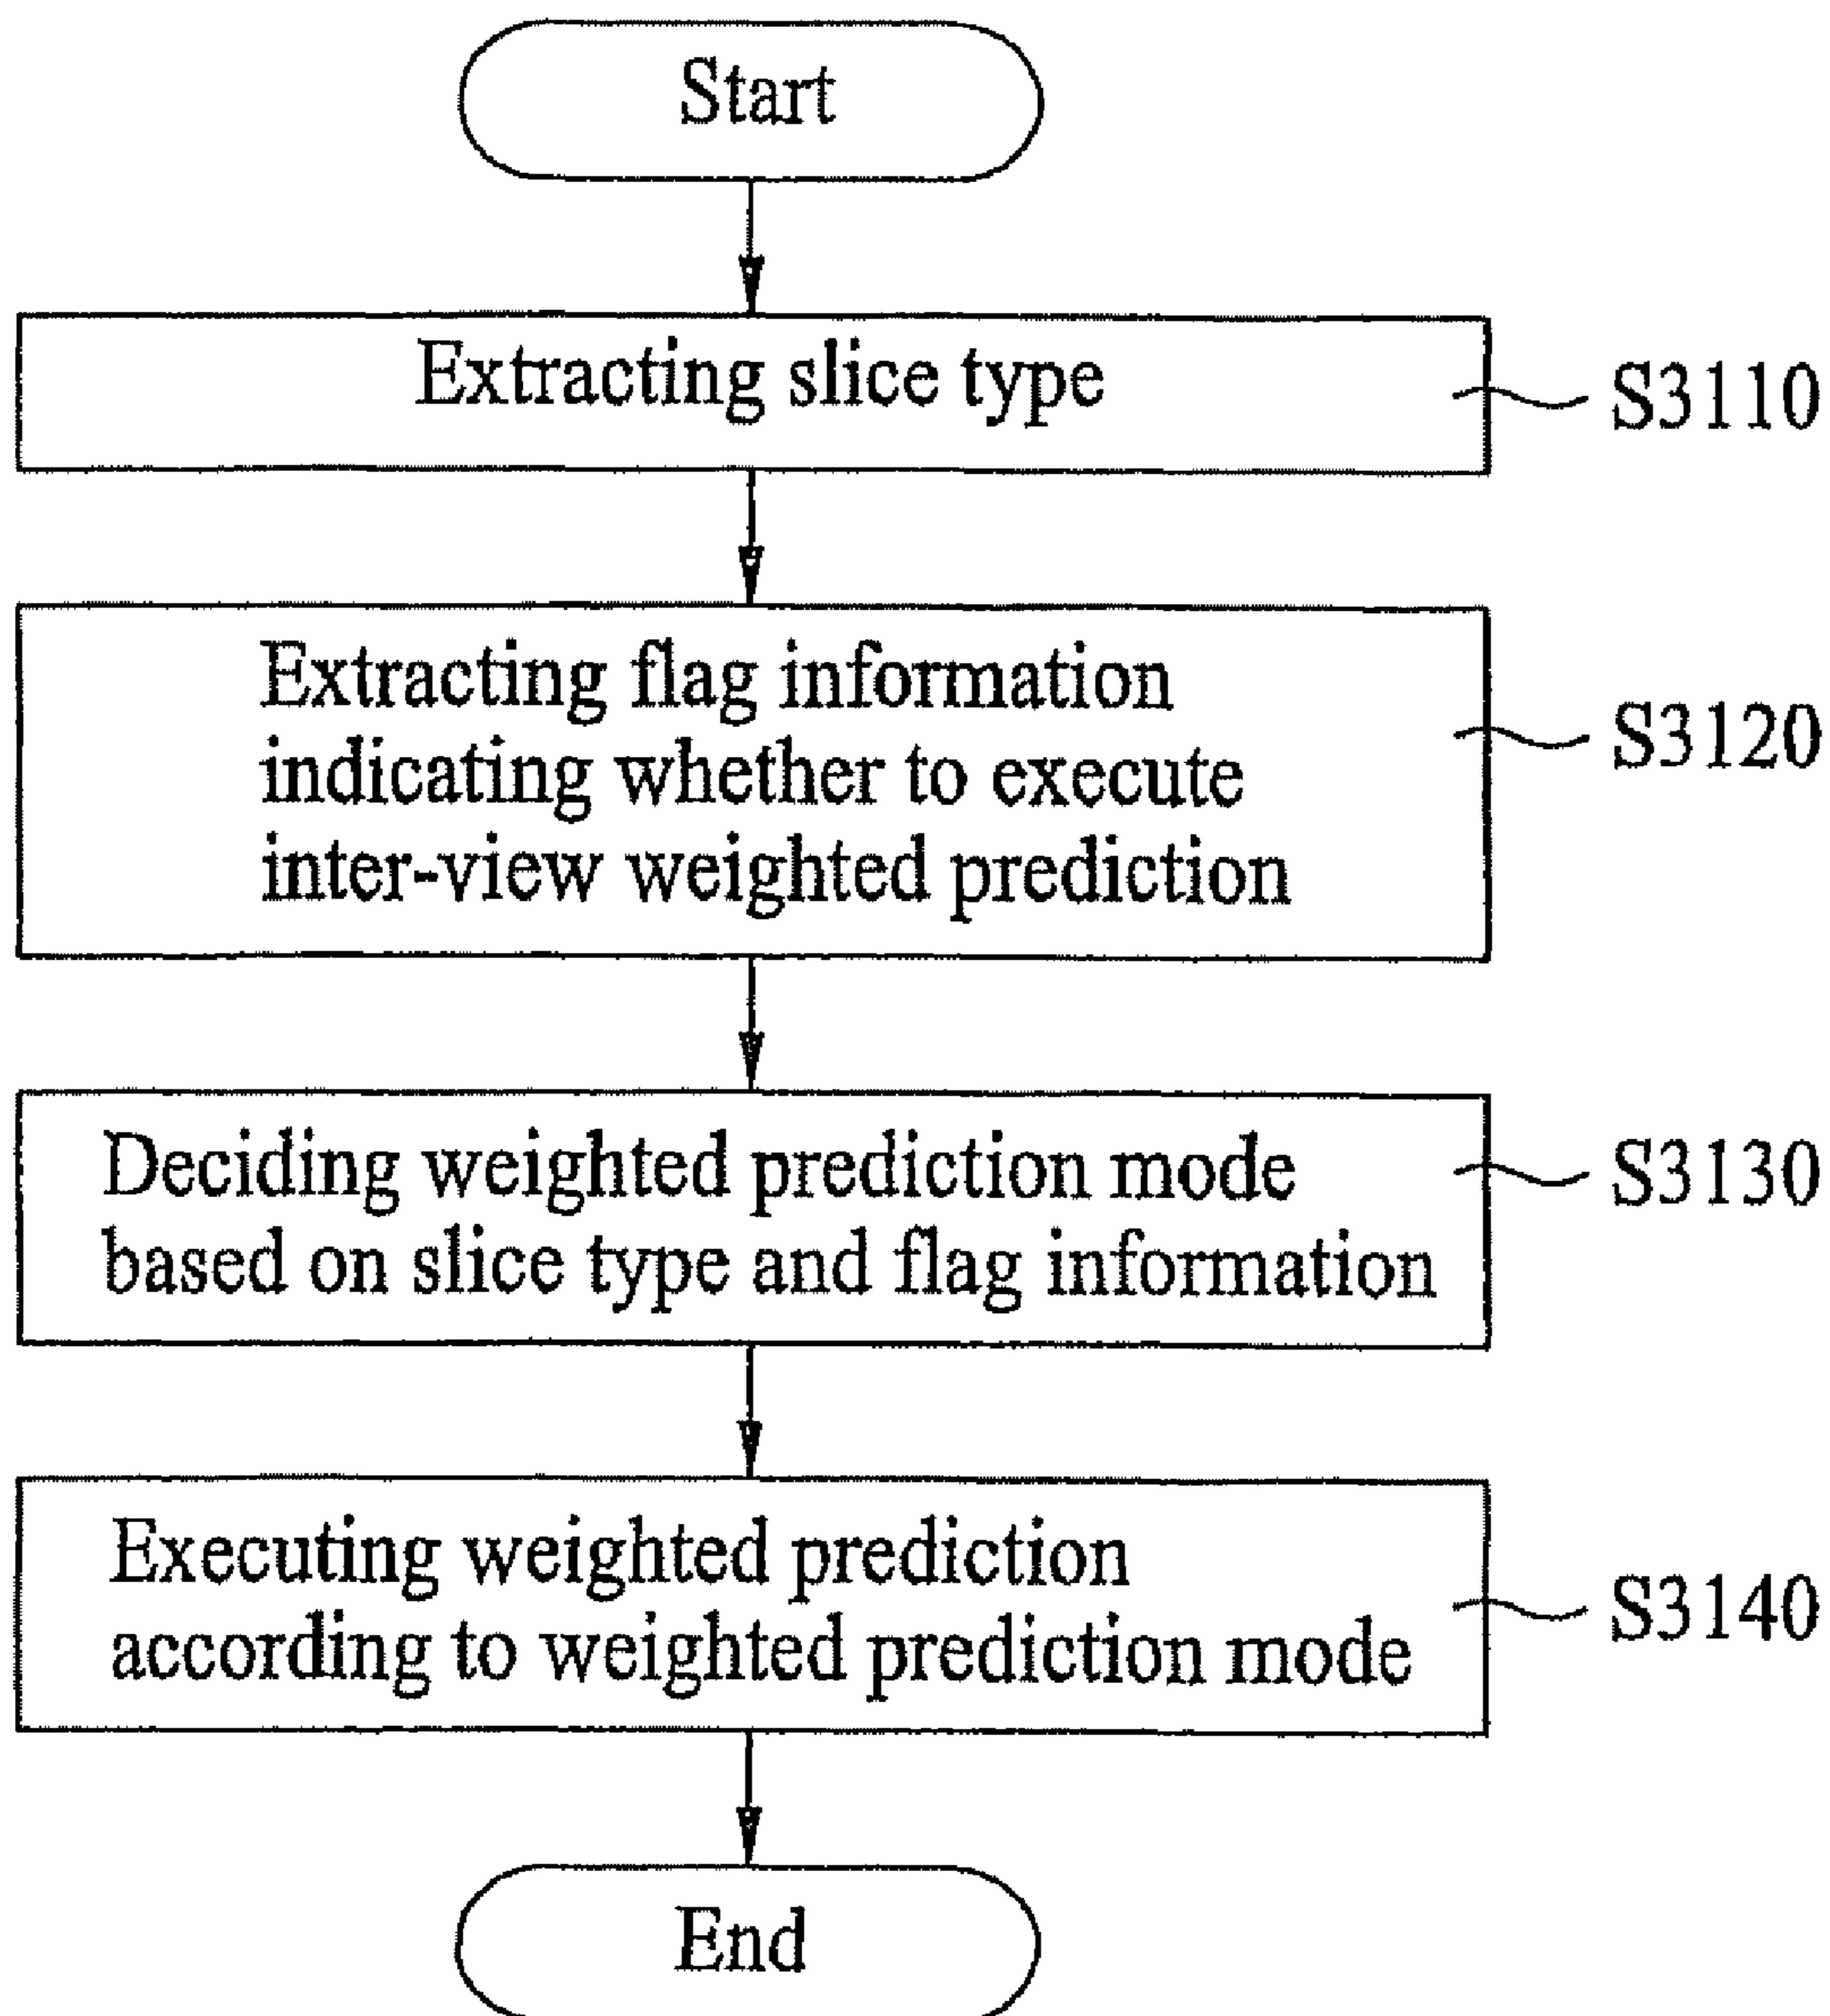 Start
Extracting slice type
S3110
Extracting flag information
indicating whether to execute
inter-view weighted prediction
S3120
Deciding weighted prediction mode
based on slice type and flag information
S3130
Executing weighted prediction
according to weighted prediction mode
S3140
End